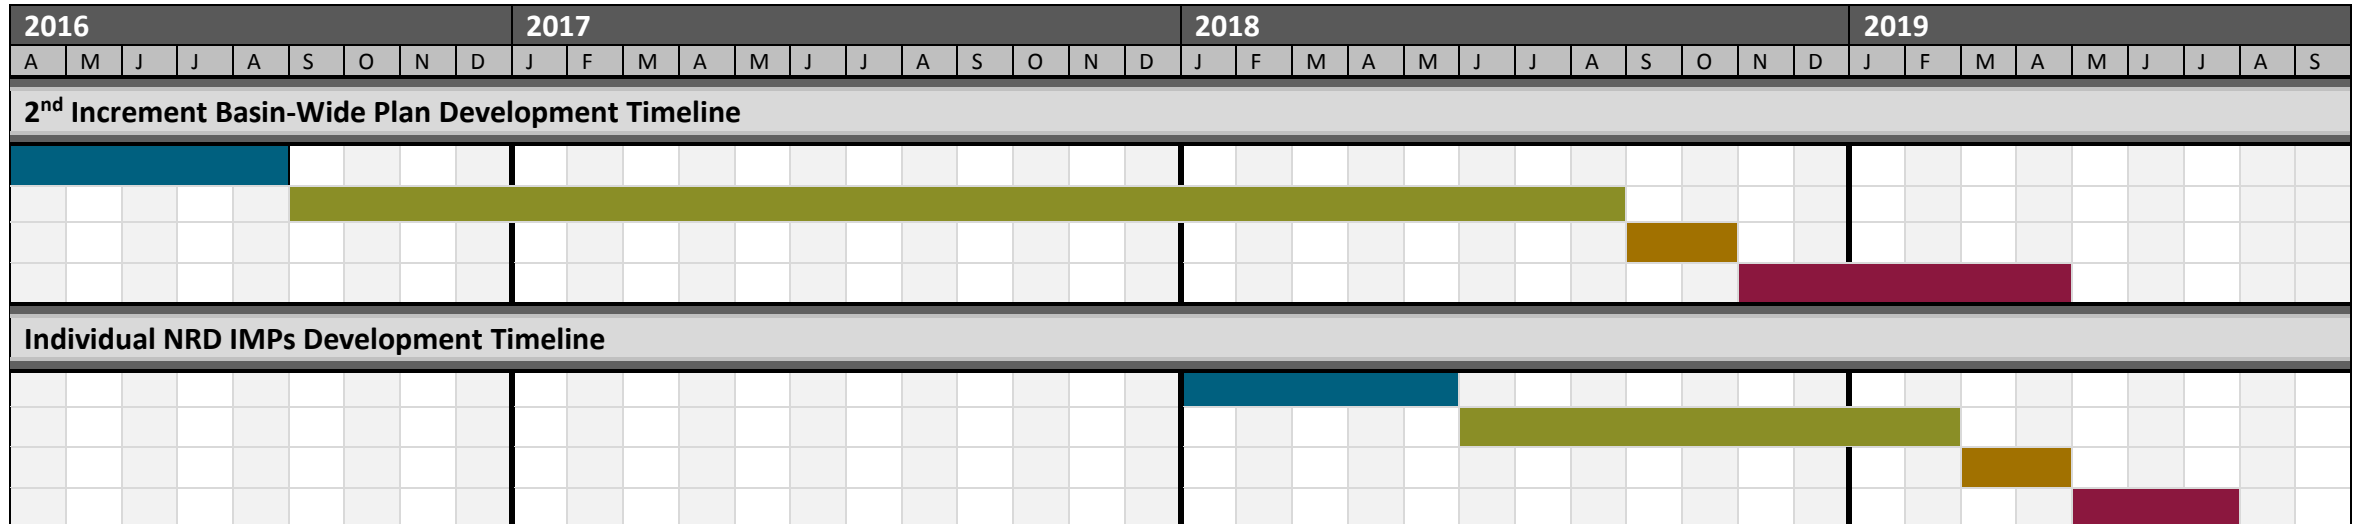 2016 2017 2018 2019
A M J J A S O N D J F M A M J J A S O N D J F M A M J J A S O N D J F M A M J J A S
2nd Increment Basin-Wide Plan Development Timeline
Individual NRD IMPs Development Timeline